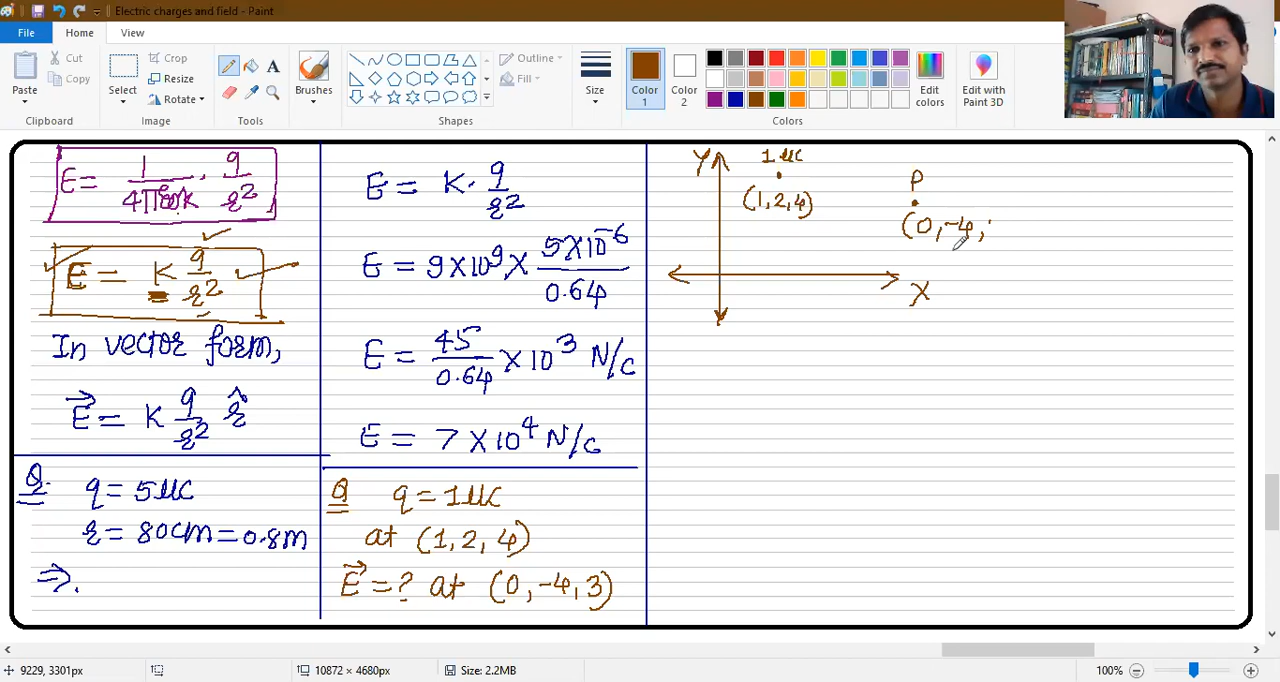 Electric charges and field - Paint
File
Home
View
Paste
Cut
Copy
Clipboard
Select
Crop
Resize
Rotate
Image
Tools
Brushes
Outline
Fill
Shapes
Size
Color 1
Color 2
Edit colors
Edit with Paint 3D
Colors
E = K q/r²
In vector form,
E⃗ = K q/r² r̂
Q. q = 5μC
r = 80cm = 0.8m
⇒.
E = K · q/r²
E = 9×10⁹ × 5×10⁻⁶/0.64
E = 45/0.64 × 10³ N/C
E = 7 × 10⁴ N/C
Q q = 1μC
at (1, 2, 4)
E⃗ = ? at (0, -4, 3)
Y
1μC
(1, 2, 4)
P
(0, -4,
X
9229, 3301px
10872 × 4680px
Size: 2.2MB
100%